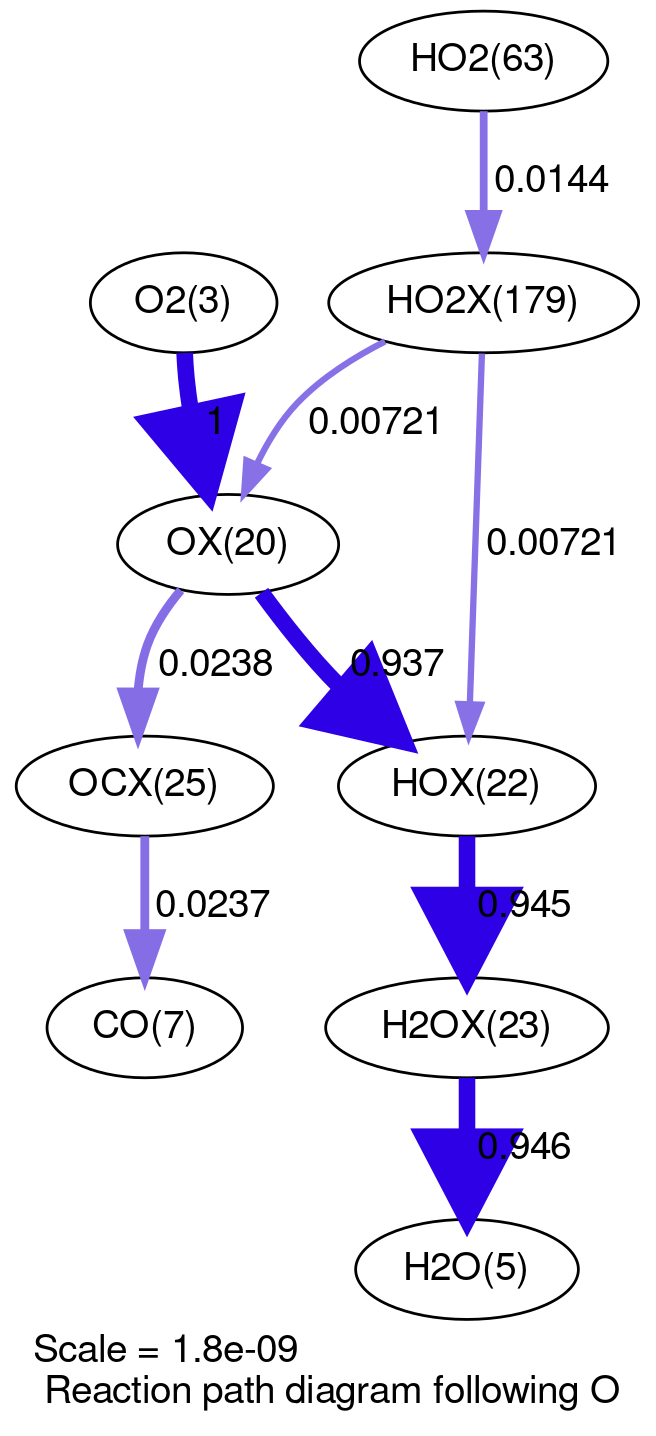 HO2(63)
0.0144
O2(3)
HO2X(179)
1
0.00721
0.00721
OX(20)
0.0238
0.937
OCX(25)
HOX(22)
0.0237
0.945
CO(7)
H2OX(23)
0.946
H2O(5)
Scale = 1.8e-09
Reaction path diagram following O